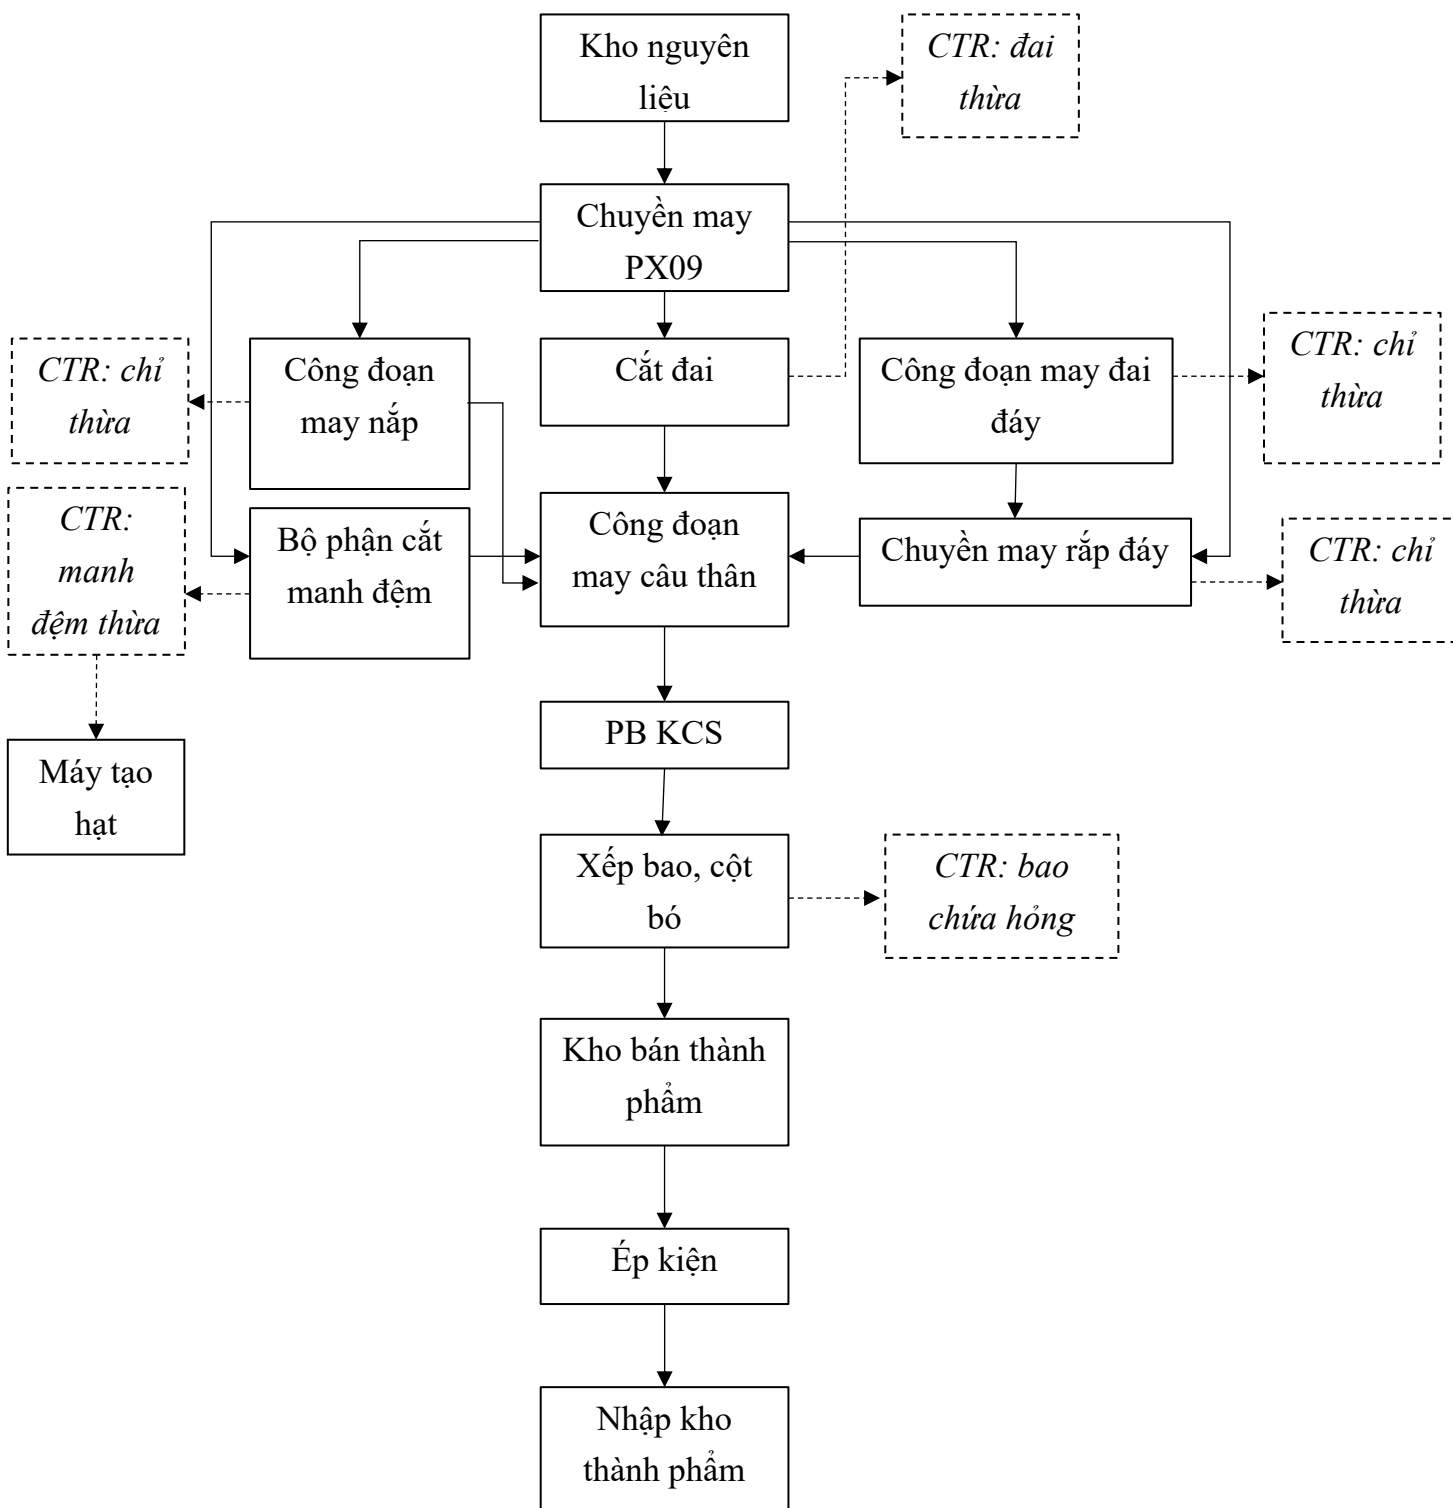 Kho nguyên
liệu
CTR: đai
thừa
Chuyền may
PX09
CTR: chỉ
thừa
Công đoạn
may nắp
Cắt đai
Công đoạn may đai
đáy
CTR: chỉ
thừa
CTR:
manh
đệm thừa
Bộ phận cắt
manh đệm
Công đoạn
may câu thân
Chuyền may rắp đáy
CTR: chỉ
thừa
PB KCS
Máy tạo
hạt
Xếp bao, cột
bó
CTR: bao
chứa hỏng
Kho bán thành
phẩm
Ép kiện
Nhập kho
thành phẩm